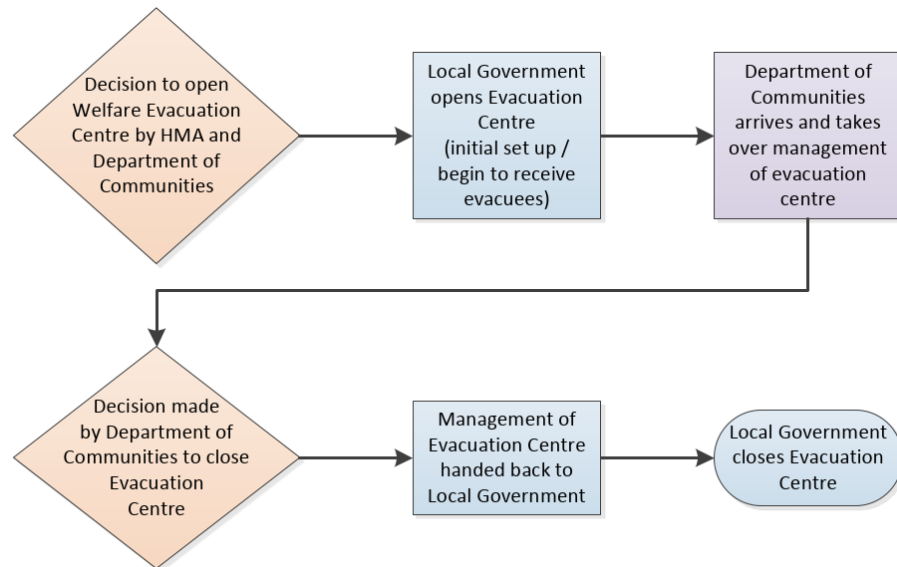 Decision to open
Welfare Evacuation
Centre by HMA and
Department of
Communities
Local Government
opens Evacuation
Centre
(initial set up /
begin to receive
evacuees)
Department of
Communities
arrives and takes
over management
of evacuation
centre
Decision made
by Department of
Communities to close
Evacuation
Centre
Management of
Evacuation Centre
handed back to
Local Government
Local Government
closes Evacuation
Centre